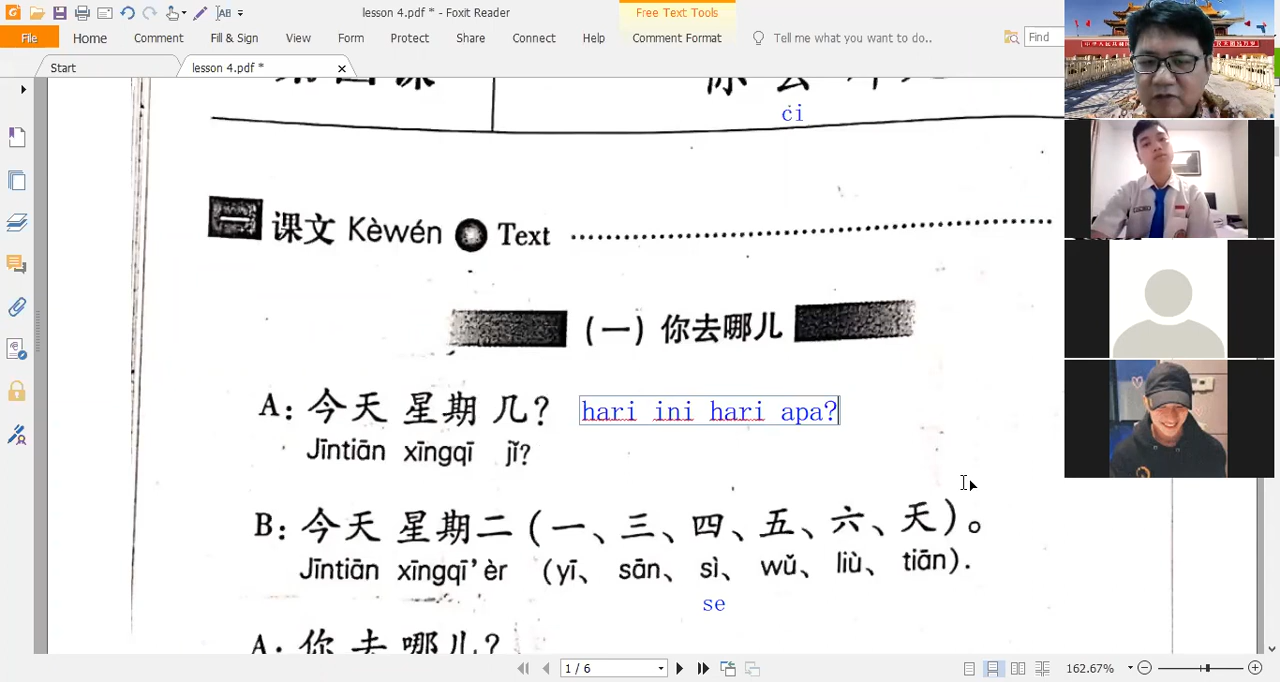 lesson 4.pdf * - Foxit Reader
Free Text Tools
File Home Comment Fill & Sign View Form Protect Share Connect Help Comment Format Tell me what you want to do.. Find
Start lesson 4.pdf *
第四课
ci
一 课文 Kèwén Text
(一) 你去哪儿
A: 今天 星期 几? hari ini hari apa?
Jīntiān xīngqī jǐ?
B: 今天 星期二 (一、三、四、五、六、天)。
Jīntiān xīngqī'èr (yī、 sān、 sì、 wǔ、 liù、 tiān).
se
A: 你 去 哪儿?
1 / 6
162.67%